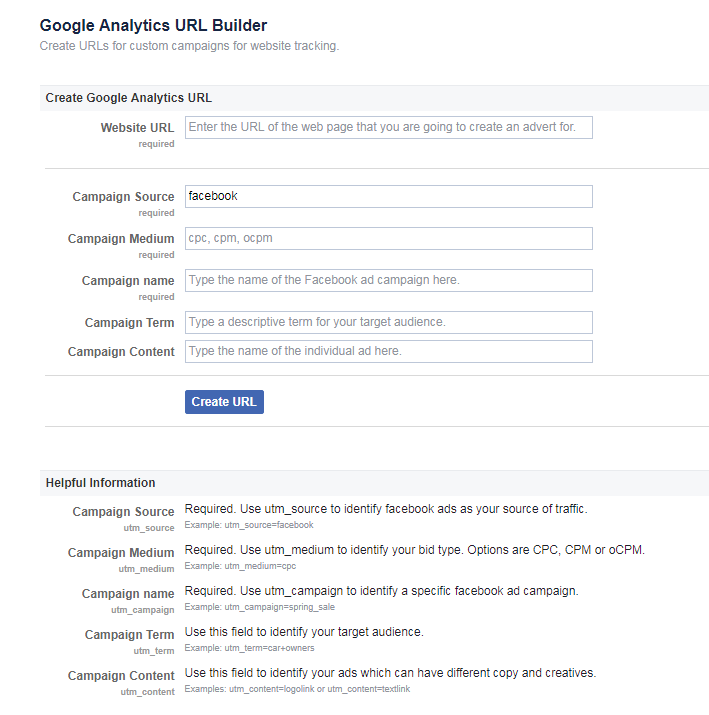 Google Analytics URL Builder
Create URLs for custom campaigns for website tracking.
Create Google Analytics URL
Website URL Enter the URL of the web page that you are going to create an advert for.
required
Campaign Source facebook
required
Campaign Medium cpc, cpm, ocpm
required
Campaign name Type the name of the Facebook ad campaign here.
required
Campaign Term Type a descriptive term for your target audience.
Campaign Content Type the name of the individual ad here.
Create URL
Helpful Information
Campaign Source Required. Use utm_source to identify facebook ads as your source of traffic.
utm_source Example: utm_source=facebook
Campaign Medium Required. Use utm_medium to identify your bid type. Options are CPC, CPM or oCPM.
utm_medium Example: utm_medium=cpc
Campaign name Required. Use utm_campaign to identify a specific facebook ad campaign.
utm_campaign Example: utm_campaign=spring_sale
Campaign Term Use this field to identify your target audience.
utm_term Example: utm_term=car+owners
Campaign Content Use this field to identify your ads which can have different copy and creatives.
utm_content Examples: utm_content=logolink or utm_content=textlink